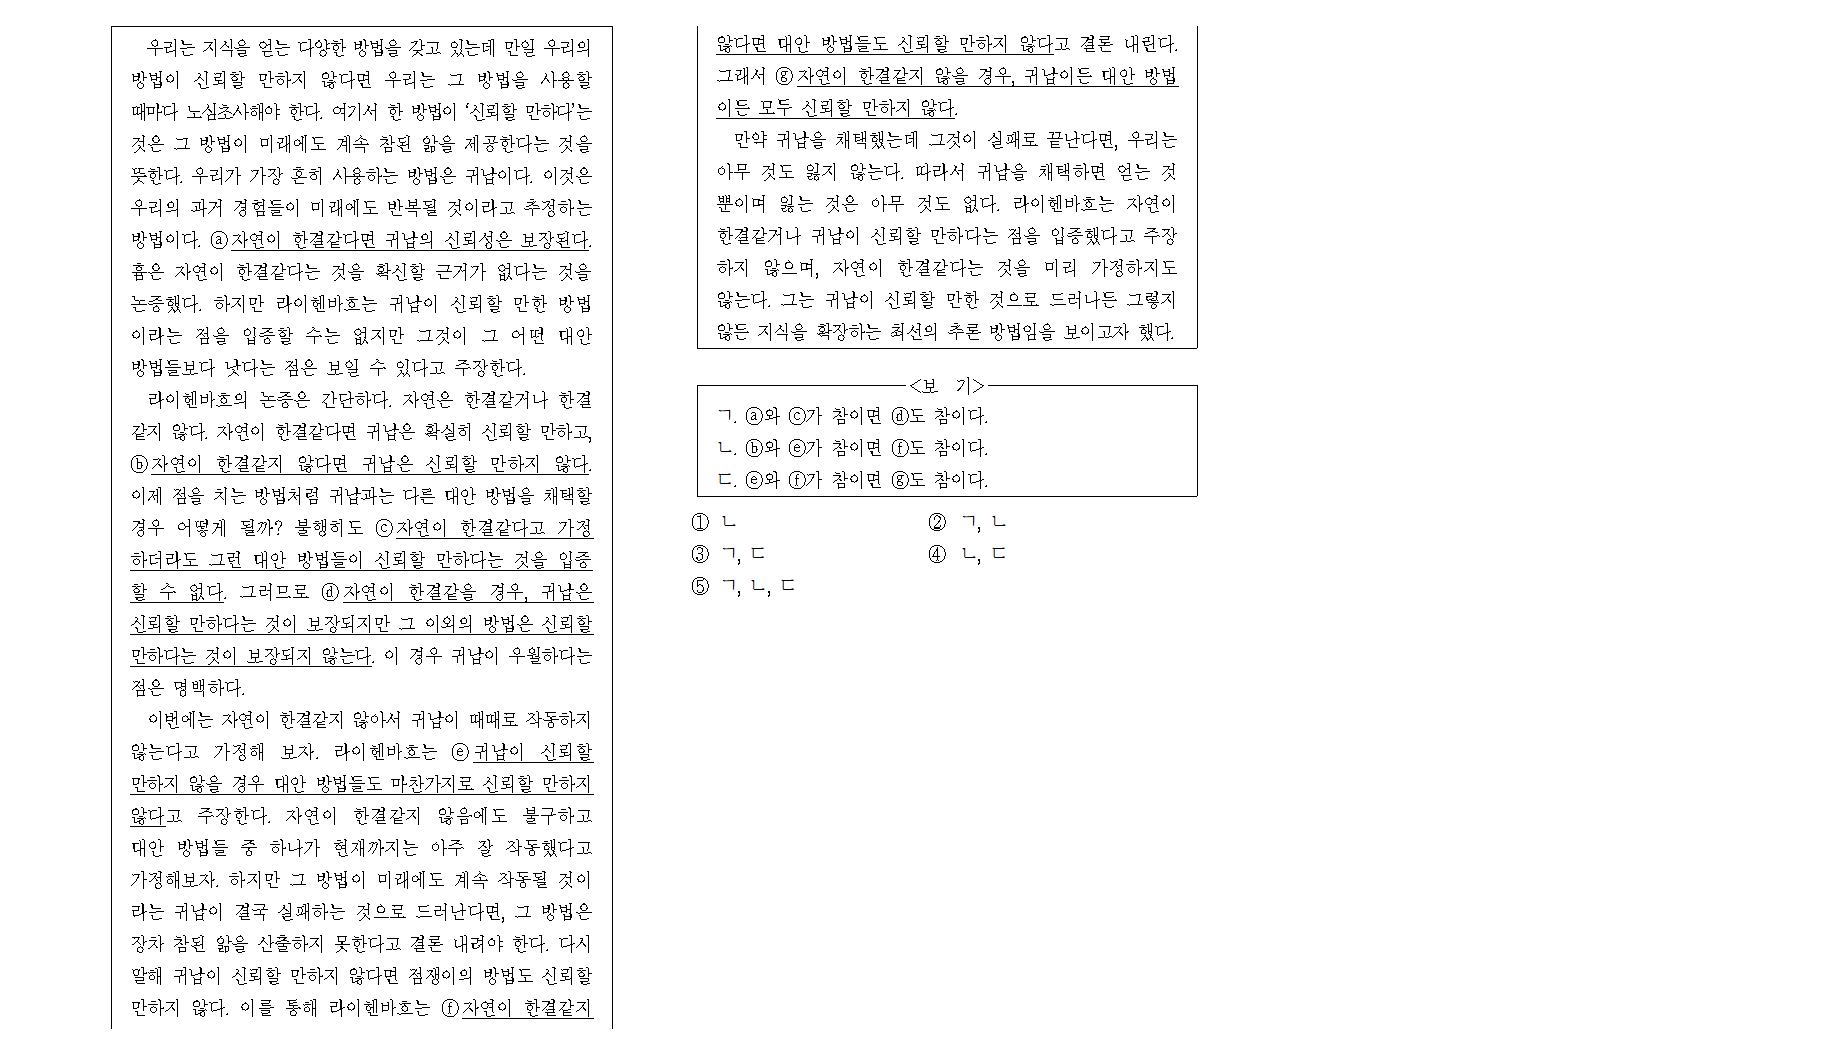 우리는 지식을 얻는 다양한 방법을 갖고 있는데 만일 우리의
방법이 신뢰할 만하지 않다면 우리는 그 방법을 사용할
때마다 노심초사해야 한다. 여기서 한 방법이 ‘신뢰할 만하다’는
것은 그 방법이 미래에도 계속 참된 앎을 제공한다는 것을
뜻한다. 우리가 가장 흔히 사용하는 방법은 귀납이다. 이것은
우리의 과거 경험들이 미래에도 반복될 것이라고 추정하는
방법이다. ⓐ자연이 한결같다면 귀납의 신뢰성은 보장된다.
흄은 자연이 한결같다는 것을 확신할 근거가 없다는 것을
논증했다. 하지만 라이헨바흐는 귀납이 신뢰할 만한 방법
이라는 점을 입증할 수는 없지만 그것이 그 어떤 대안
방법들보다 낫다는 점은 보일 수 있다고 주장한다.
라이헨바흐의 논증은 간단하다. 자연은 한결같거나 한결
같지 않다. 자연이 한결같다면 귀납은 확실히 신뢰할 만하고,
ⓑ자연이 한결같지 않다면 귀납은 신뢰할 만하지 않다.
이제 점을 치는 방법처럼 귀납과는 다른 대안 방법을 채택할
경우 어떻게 될까? 불행히도 ⓒ자연이 한결같다고 가정
하더라도 그런 대안 방법들이 신뢰할 만하다는 것을 입증
할 수 없다. 그러므로 ⓓ자연이 한결같을 경우, 귀납은
신뢰할 만하다는 것이 보장되지만 그 이외의 방법은 신뢰할
만하다는 것이 보장되지 않는다. 이 경우 귀납이 우월하다는
점은 명백하다.
이번에는 자연이 한결같지 않아서 귀납이 때때로 작동하지
않는다고 가정해 보자. 라이헨바흐는 ⓔ귀납이 신뢰할
만하지 않을 경우 대안 방법들도 마찬가지로 신뢰할 만하지
않다고 주장한다. 자연이 한결같지 않음에도 불구하고
대안 방법들 중 하나가 현재까지는 아주 잘 작동했다고
가정해보자. 하지만 그 방법이 미래에도 계속 작동될 것이
라는 귀납이 결국 실패하는 것으로 드러난다면, 그 방법은
장차 참된 앎을 산출하지 못한다고 결론 내려야 한다. 다시
말해 귀납이 신뢰할 만하지 않다면 점쟁이의 방법도 신뢰할
만하지 않다. 이를 통해 라이헨바흐는 ⓕ자연이 한결같지
않다면 대안 방법들도 신뢰할 만하지 않다고 결론 내린다.
그래서 ⓖ자연이 한결같지 않을 경우, 귀납이든 대안 방법
이든 모두 신뢰할 만하지 않다.
만약 귀납을 채택했는데 그것이 실패로 끝난다면, 우리는
아무 것도 잃지 않는다. 따라서 귀납을 채택하면 얻는 것
뿐이며 잃는 것은 아무 것도 없다. 라이헨바흐는 자연이
한결같거나 귀납이 신뢰할 만하다는 점을 입증했다고 주장
하지 않으며, 자연이 한결같다는 것을 미리 가정하지도
않는다. 그는 귀납이 신뢰할 만한 것으로 드러나든 그렇지
않든 지식을 확장하는 최선의 추론 방법임을 보이고자 했다.
<보 기>
ㄱ. ⓐ와 ⓒ가 참이면 ⓓ도 참이다.
ㄴ. ⓑ와 ⓔ가 참이면 ⓕ도 참이다.
ㄷ. ⓔ와 ⓕ가 참이면 ⓖ도 참이다.
① ㄴ ② ㄱ, ㄴ
③ ㄱ, ㄷ ④ ㄴ, ㄷ
⑤ ㄱ, ㄴ, ㄷ